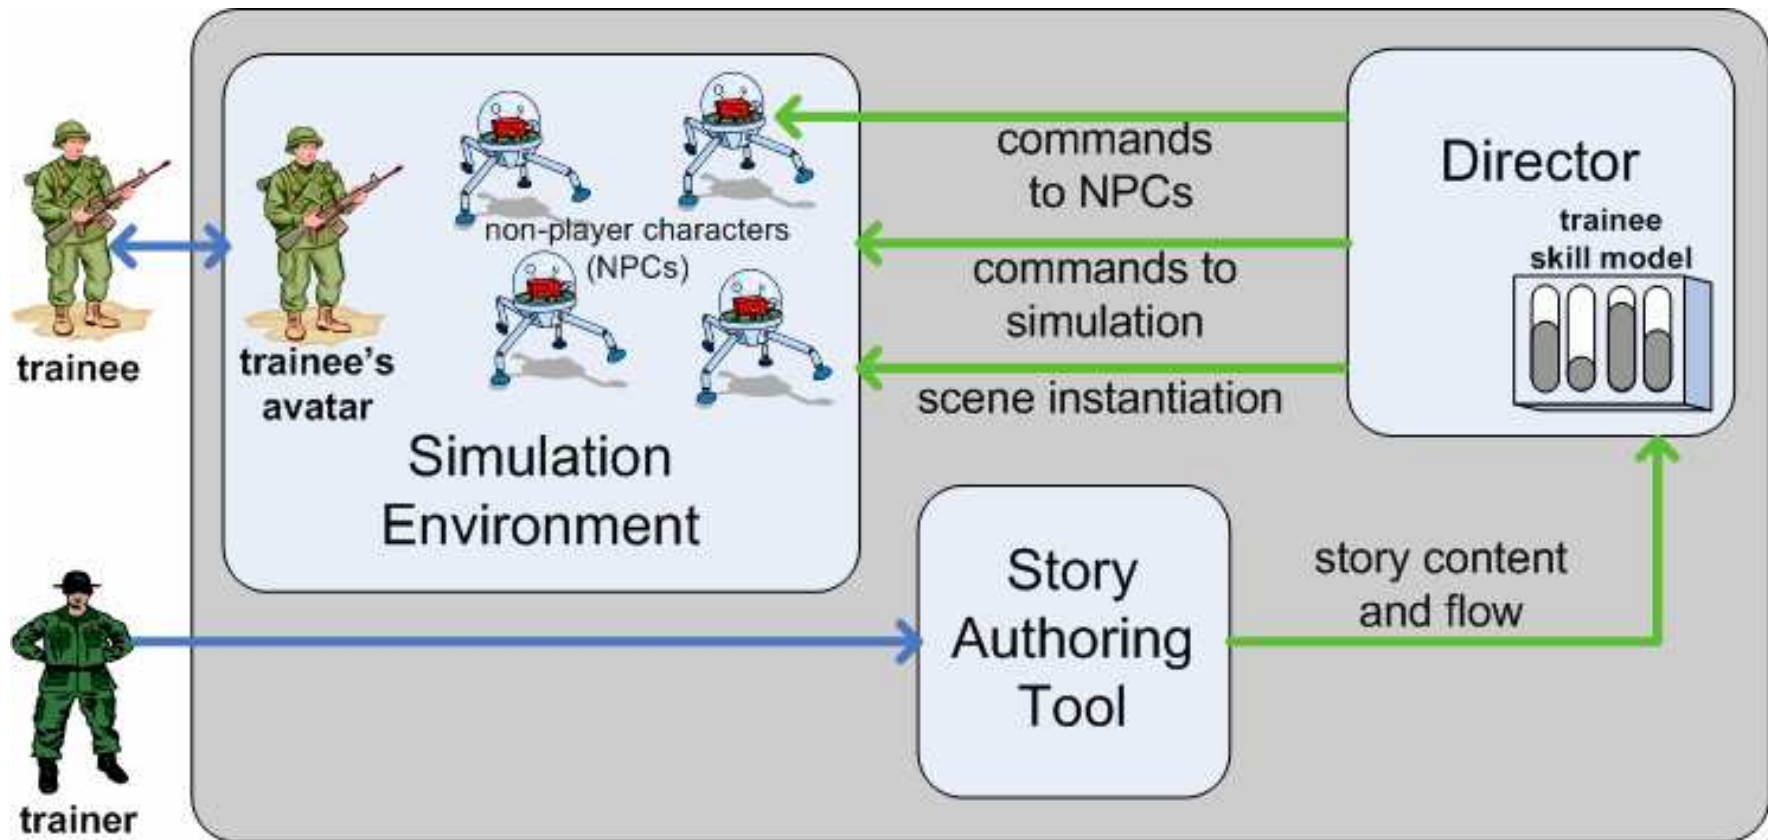 trainee
trainee's
avatar
non-player characters
(NPCs)
Simulation
Environment
commands
to NPCs
commands to
simulation
scene instantiation
Director
trainee
skill model
trainer
Story
Authoring
Tool
story content
and flow